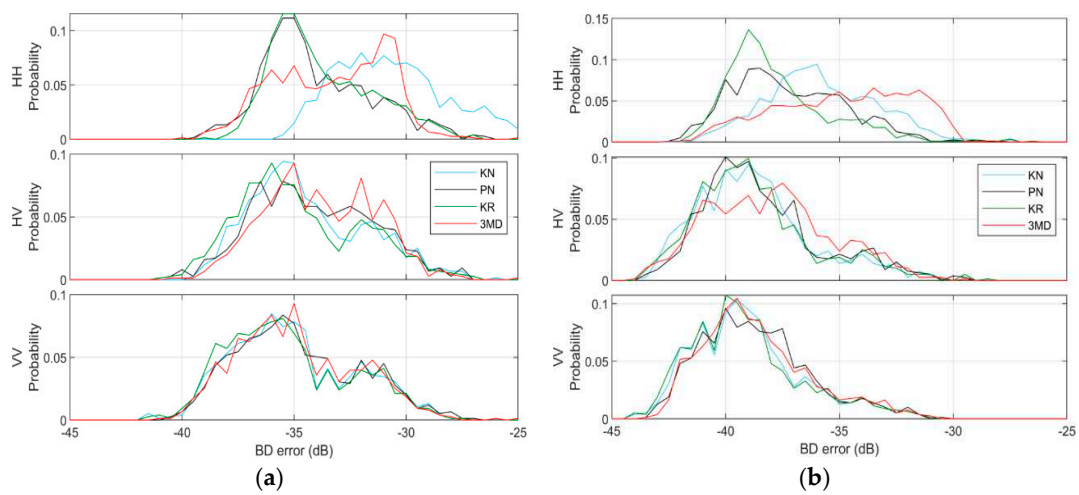 0.1
0.05
0
HH
Probability
0.1
0.05
0
HV
Probability
KN
PN
KR
3MD
0.1
0.05
0
VV
Probability
-45
-40
-35
-30
-25
BD error (dB)
(a)
0.15
0.1
0.05
0
HH
Probability
0.1
0.05
0
HV
Probability
KN
PN
KR
3MD
0.1
0.05
0
VV
Probability
-45
-40
-35
-30
-25
BD error (dB)
(b)